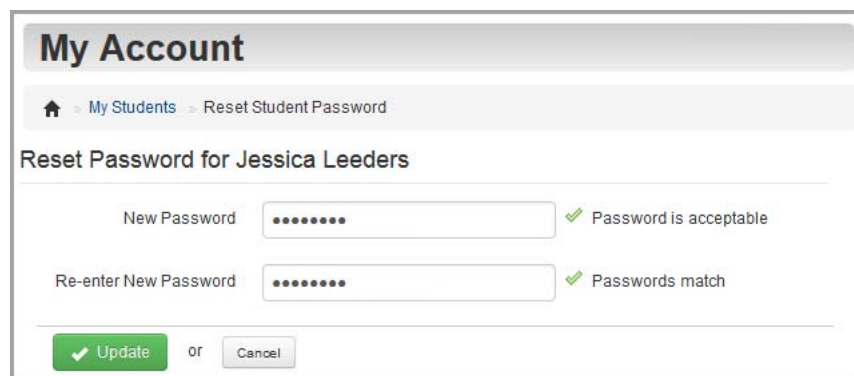 My Account
» My Students » Reset Student Password
Reset Password for Jessica Leeders
New Password •••••••• Password is acceptable
Re-enter New Password •••••••• Passwords match
Update or Cancel